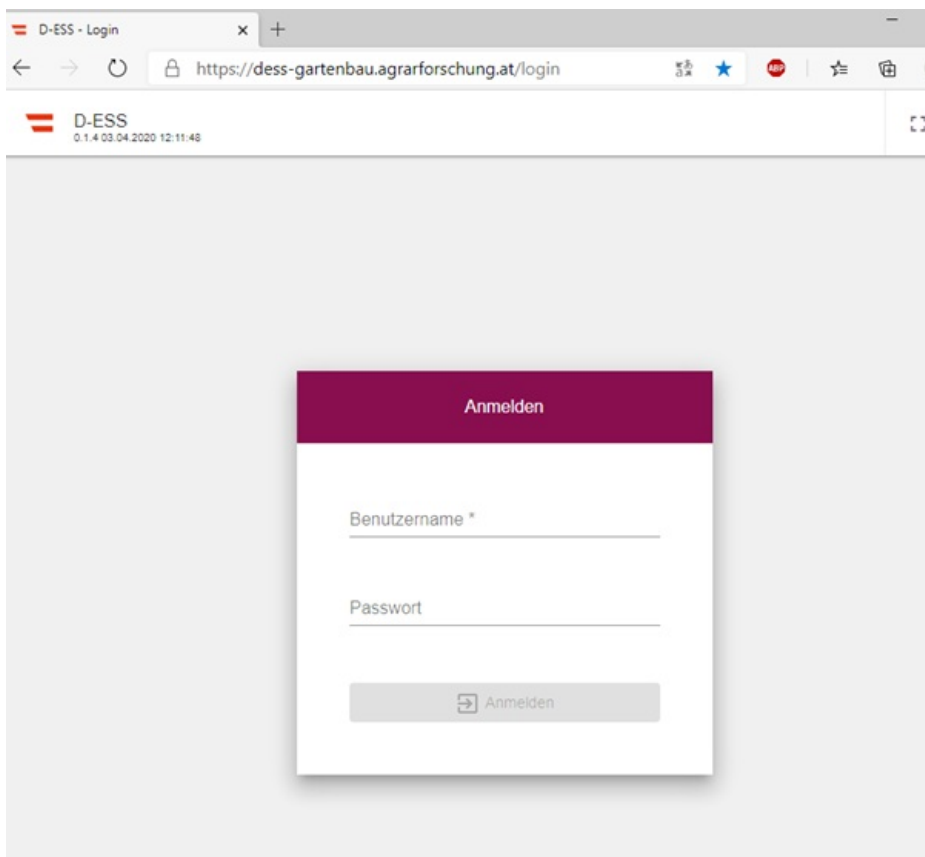 D-ESS - Login
https://dess-gartenbau.agrarforschung.at/login
ABP
D-ESS
0.1.4 03.04.2020 12:11:48
Anmelden
Benutzername *
Passwort
Anmelden